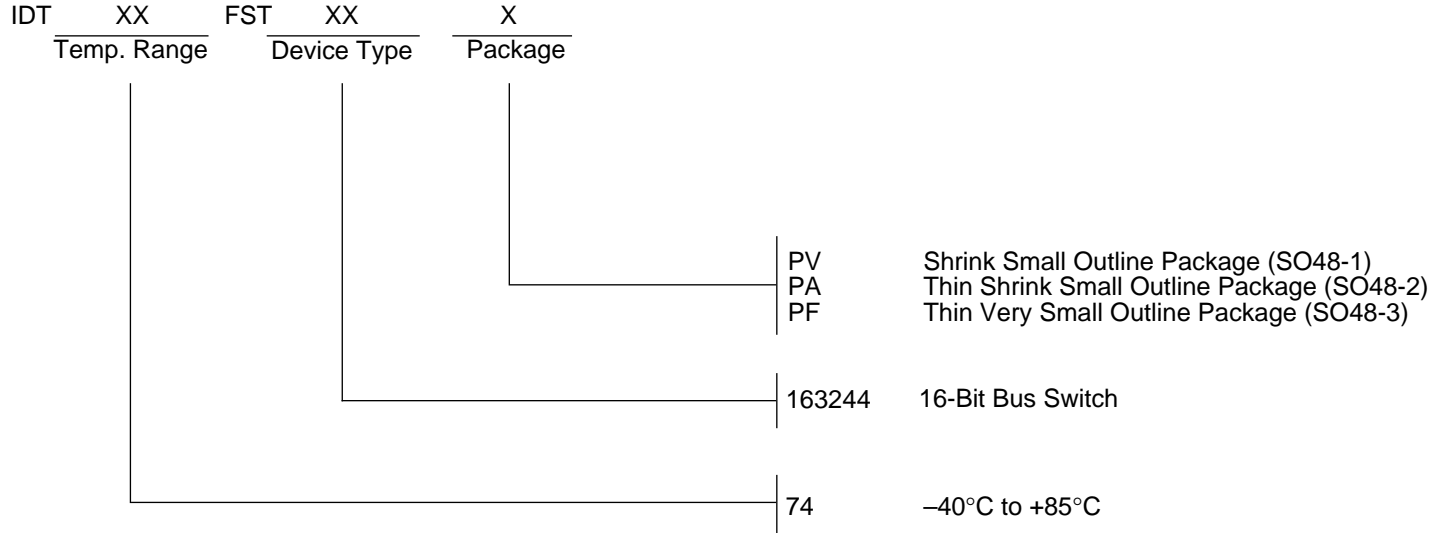 IDT XX FST XX X
Temp. Range Device Type Package
PV Shrink Small Outline Package (SO48-1)
PA Thin Shrink Small Outline Package (SO48-2)
PF Thin Very Small Outline Package (SO48-3)
163244 16-Bit Bus Switch
74 –40°C to +85°C